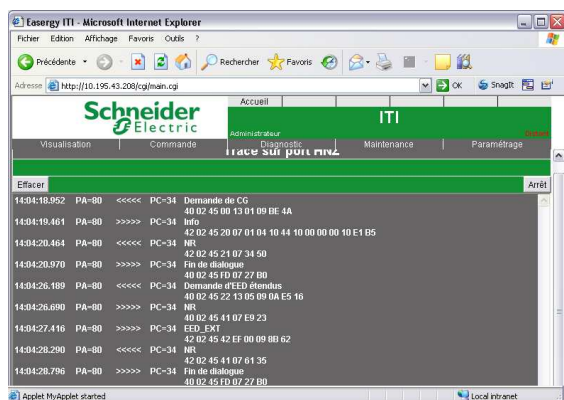 Easergy ITI - Microsoft Internet Explorer
Fichier Edition Affichage Favoris Outils ?
Précédente Rechercher Favoris
Adresse http://10.195.43.208/cgi/main.cgi OK SnagIt
Accueil
Schneider Electric
ITI
Administrateur
Visualisation Commande Diagnostic Maintenance Paramétrage
Trace sur port HNZ
Effacer Arrêt
14:04:18.952 PA=80 <<<<< PC=34 Demande de CG
40 02 45 00 13 01 09 BE 4A
14:04:19.461 PA=80 >>>>> PC=34 Info
42 02 45 20 07 01 04 10 44 10 00 00 00 10 E1 B5
14:04:20.464 PA=80 <<<<< PC=34 NR
42 02 45 21 07 34 50
14:04:20.970 PA=80 >>>>> PC=34 Fin de dialogue
40 02 45 FD 07 27 B0
14:04:26.189 PA=80 <<<<< PC=34 Demande d'EED étendus
40 02 45 22 13 05 09 0A E5 16
14:04:26.690 PA=80 >>>>> PC=34 NR
40 02 45 41 07 E9 23
14:04:27.416 PA=80 >>>>> PC=34 EED_EXT
42 02 45 42 EF 00 09 8B 62
14:04:28.290 PA=80 <<<<< PC=34 NR
42 02 45 41 07 61 35
14:04:28.796 PA=80 >>>>> PC=34 Fin de dialogue
40 02 45 FD 07 27 B0
Applet MyApplet started Local intranet